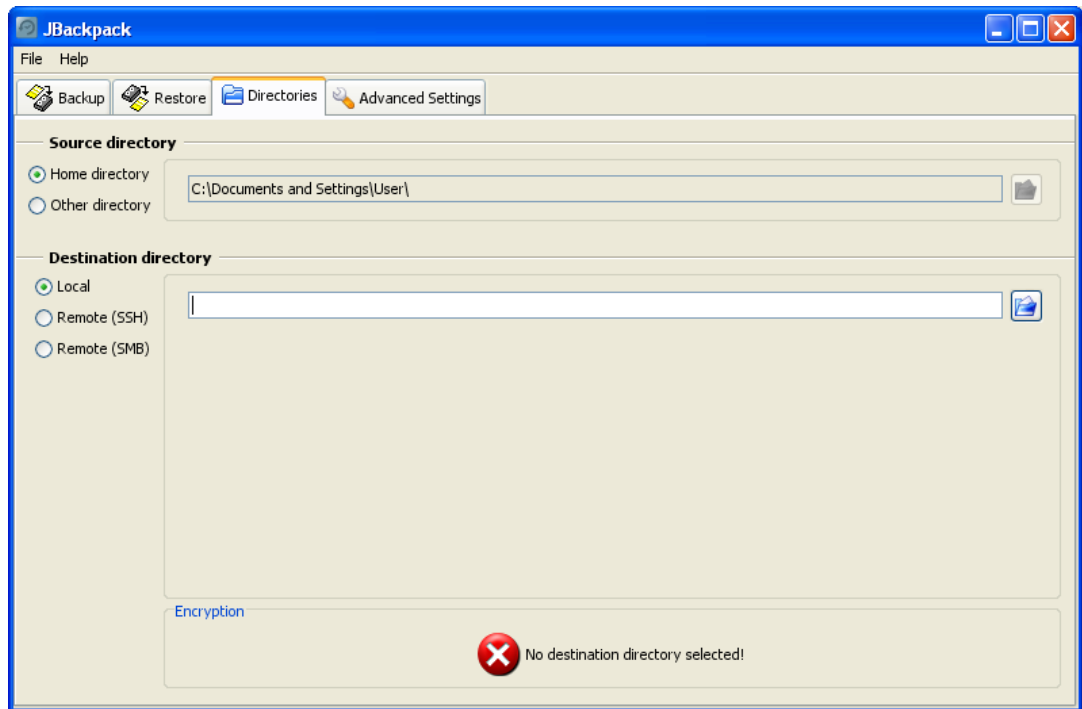 JBackpack
File Help
Backup Restore Directories Advanced Settings
Source directory
Home directory
C:\Documents and Settings\User\
Other directory
Destination directory
Local
Remote (SSH)
Remote (SMB)
Encryption
No destination directory selected!